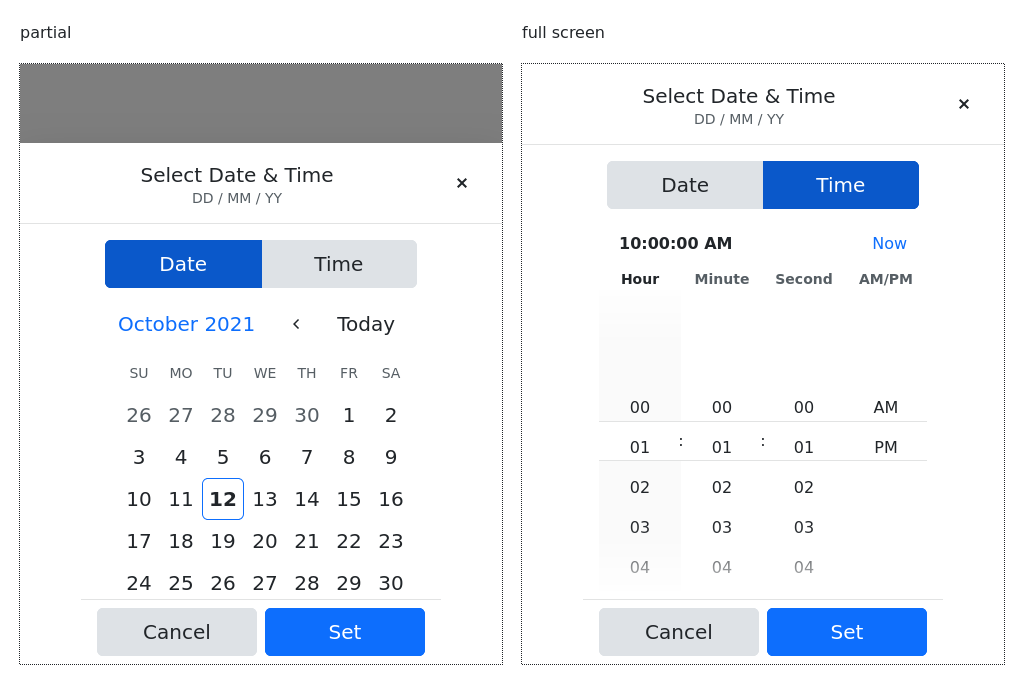 partial
Select Date & Time
DD / MM / YY
×
Date Time
October 2021 < Today
SU MO TU WE TH FR SA
26 27 28 29 30 1 2
3 4 5 6 7 8 9
10 11 12 13 14 15 16
17 18 19 20 21 22 23
24 25 26 27 28 29 30
Cancel Set
full screen
Select Date & Time
DD / MM / YY
×
Date Time
10:00:00 AM Now
Hour Minute Second AM/PM
00 00 00 AM
01 : 01 : 01 PM
02 02 02
03 03 03
04 04 04
Cancel Set